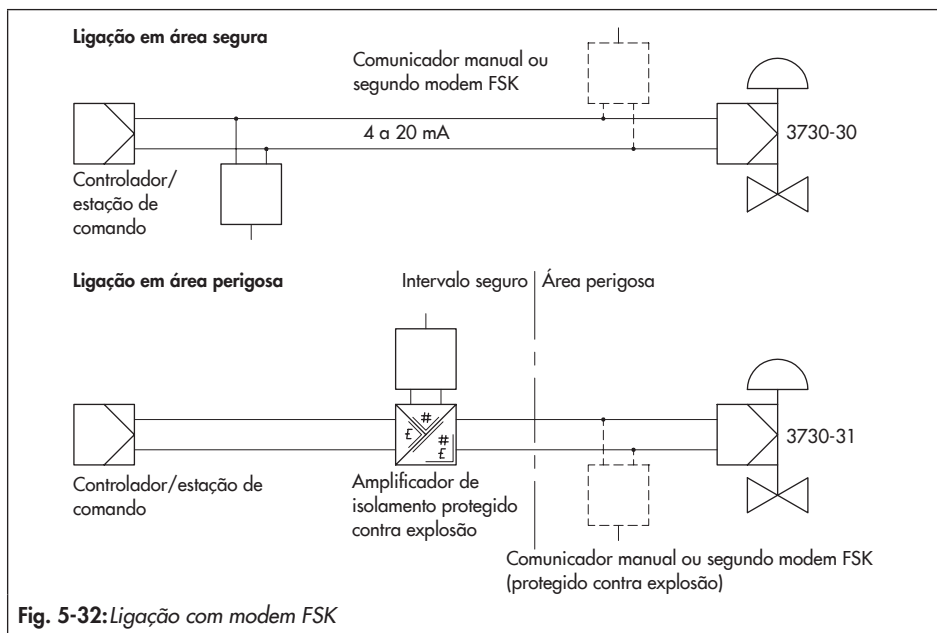 Ligação em área segura
Comunicador manual ou
segundo modem FSK
4 a 20 mA
3730-30
Controlador/
estação de
comando
Ligação em área perigosa
Intervalo seguro
Área perigosa
3730-31
Controlador/estação de
comando
Amplificador de
isolamento protegido
contra explosão
Comunicador manual ou segundo modem FSK
(protegido contra explosão)
Fig. 5-32: Ligação com modem FSK